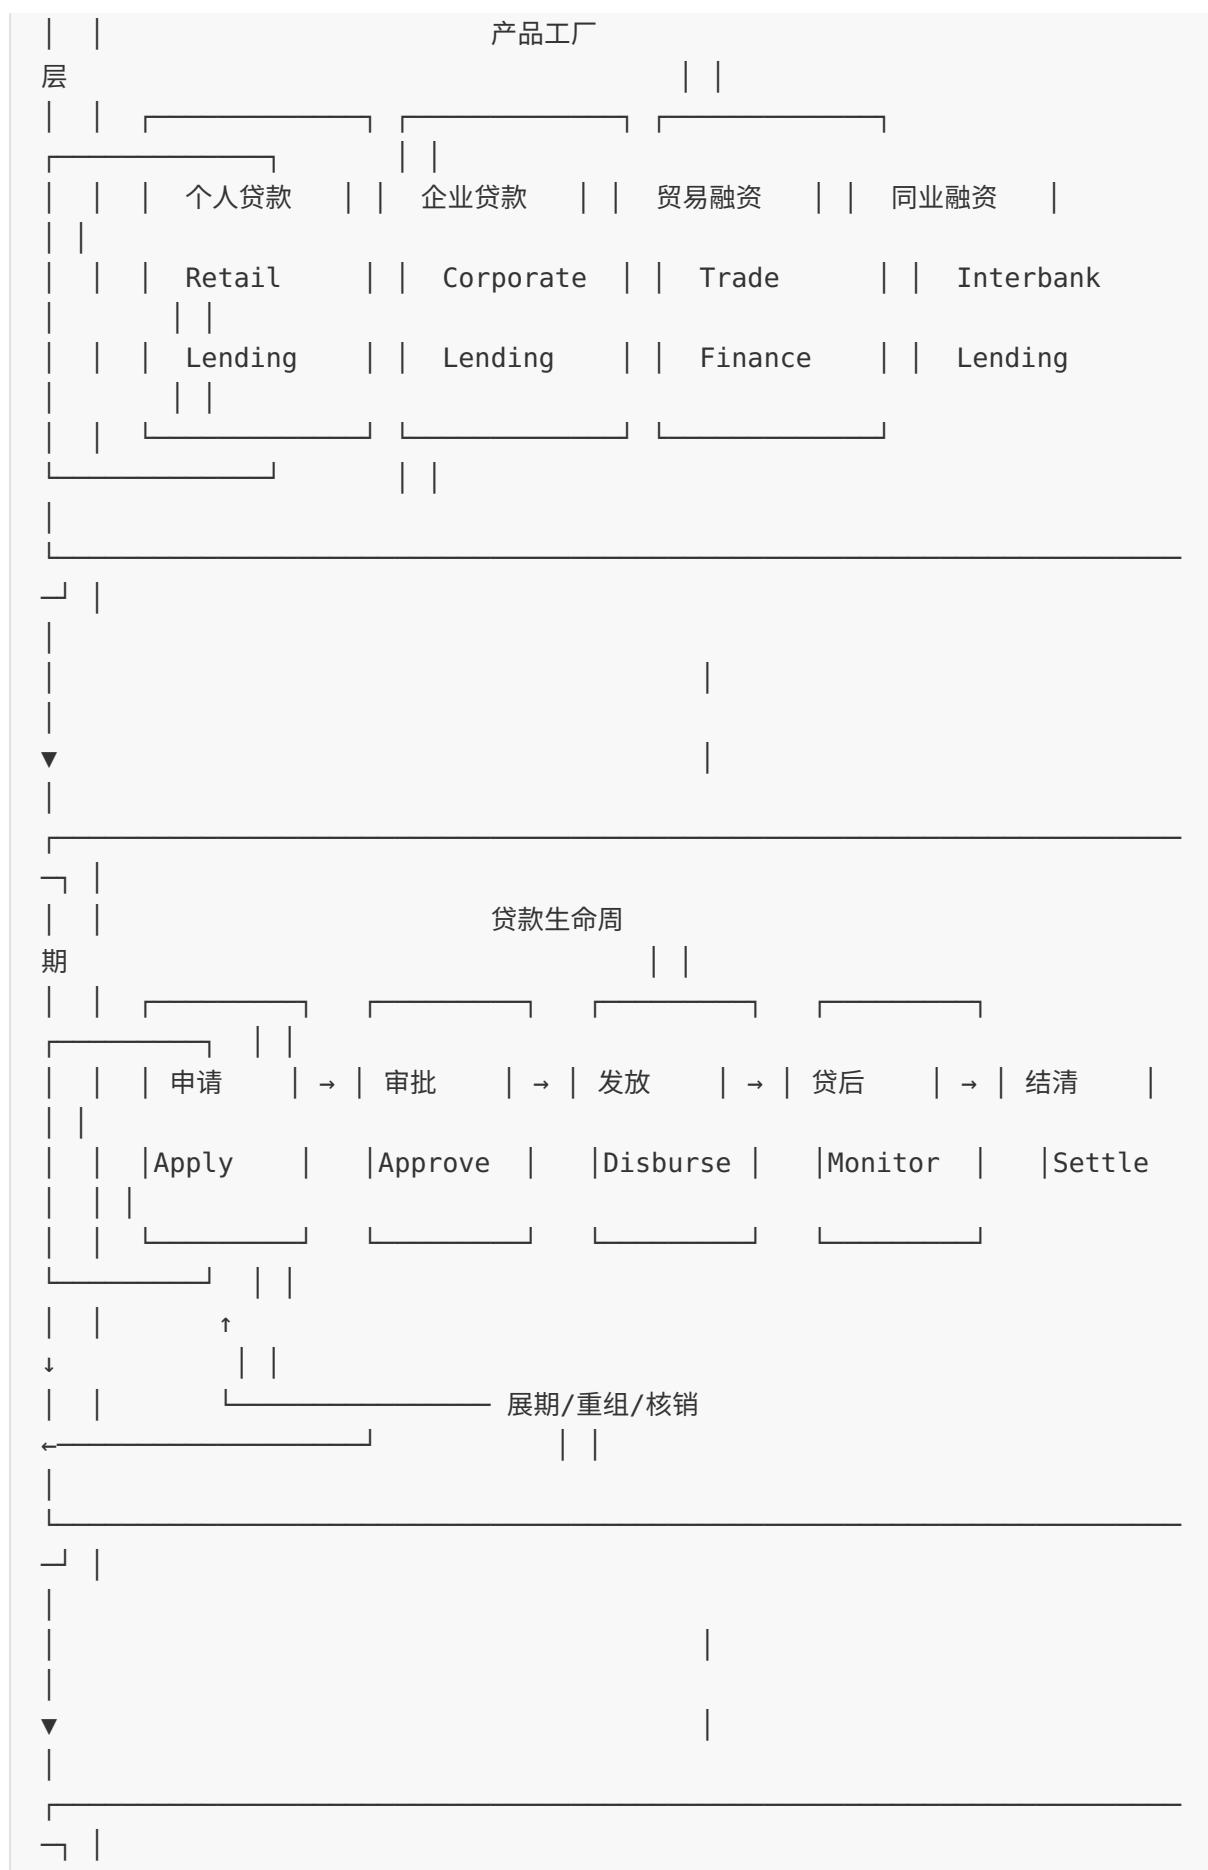 │ │ 产品工厂
层 │ │
│ │ ┌──────────────┐ ┌──────────────┐ ┌──────────────┐
┌──────────────┐ │ │
│ │ │ 个人贷款 │ │ 企业贷款 │ │ 贸易融资 │ │ 同业融资 │
│ │
│ │ │ Retail │ │ Corporate │ │ Trade │ │ Interbank
│ │ │
│ │ │ Lending │ │ Lending │ │ Finance │ │ Lending
│ │ │
│ │ └──────────────┘ └──────────────┘ └──────────────┘
└──────────────┘ │ │
│
└──────────────────────────────────────────────────────────────────────
─┘ │
│
│ │
│
▼ │
│
┌──────────────────────────────────────────────────────────────────────
─┐ │
│ │ 贷款生命周
期 │ │
│ │ ┌──────────┐ ┌──────────┐ ┌──────────┐ ┌──────────┐
┌──────────┐ │ │
│ │ │ 申请 │ → │ 审批 │ → │ 发放 │ → │ 贷后 │ → │ 结清 │
│ │
│ │ │Apply │ │Approve │ │Disburse │ │Monitor │ │Settle
│ │ │
│ │ └──────────┘ └──────────┘ └──────────┘ └──────────┘
└──────────┘ │ │
│ │ ↑
↓ │ │
│ │ └──────────────── 展期/重组/核销
←────────────────────┘ │ │
│
└──────────────────────────────────────────────────────────────────────
─┘ │
│
│ │
│
▼ │
│
┌──────────────────────────────────────────────────────────────────────
─┐ │